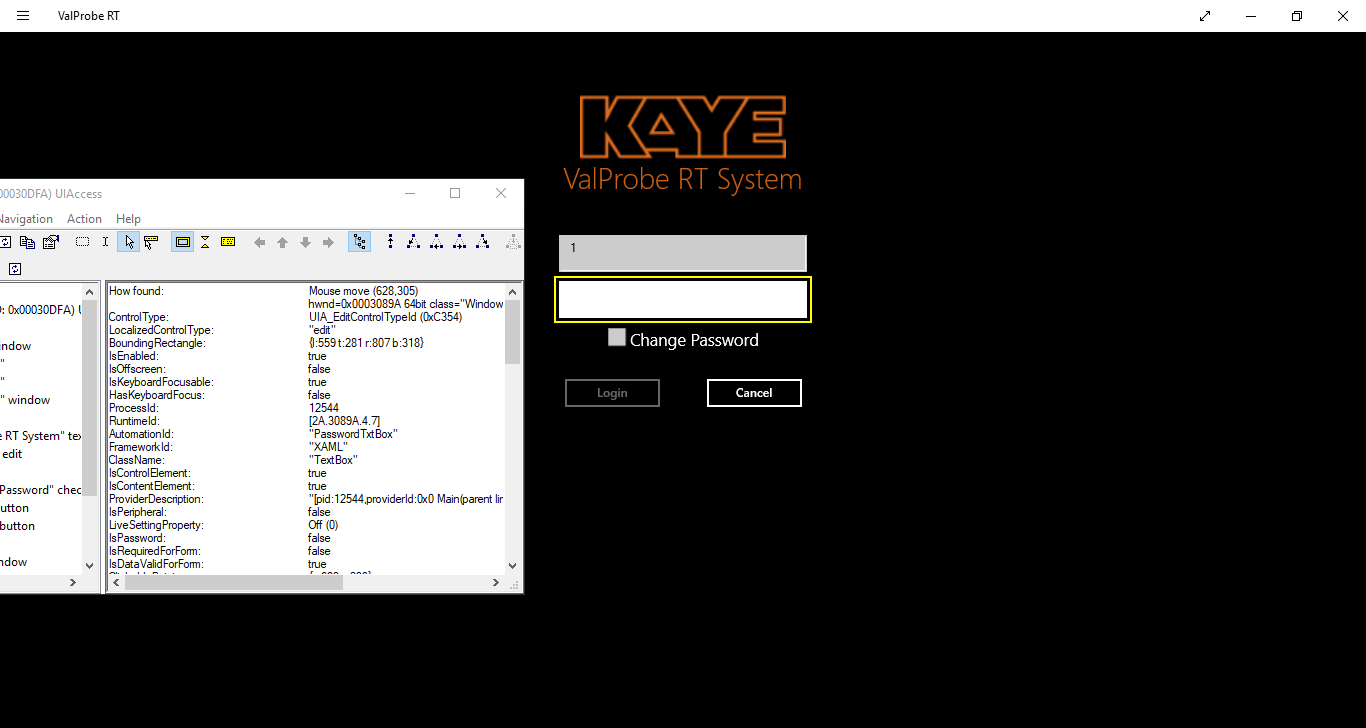 ValProbe RT
KAYE
ValProbe RT System
1
Change Password
Login
Cancel
00030DFA) UIAccess
Navigation Action Help
: 0x00030DFA) U
indow
"
"
" window
e RT System" tex
edit
Password" chec
utton
button
ndow
How found: Mouse move (628,305)
hwnd=0x0003089A 64bit class="Window
ControlType: UIA_EditControlTypeId (0xC354)
LocalizedControlType: "edit"
BoundingRectangle: {l:559 t:281 r:807 b:318}
IsEnabled: true
IsOffscreen: false
IsKeyboardFocusable: true
HasKeyboardFocus: false
ProcessId: 12544
RuntimeId: [2A.3089A.4.7]
AutomationId: "PasswordTxtBox"
FrameworkId: "XAML"
ClassName: "TextBox"
IsControlElement: true
IsContentElement: true
ProviderDescription: "[pid:12544,providerId:0x0 Main(parent lin
IsPeripheral: false
LiveSettingProperty: Off (0)
IsPassword: false
IsRequiredForForm: false
IsDataValidForForm: true